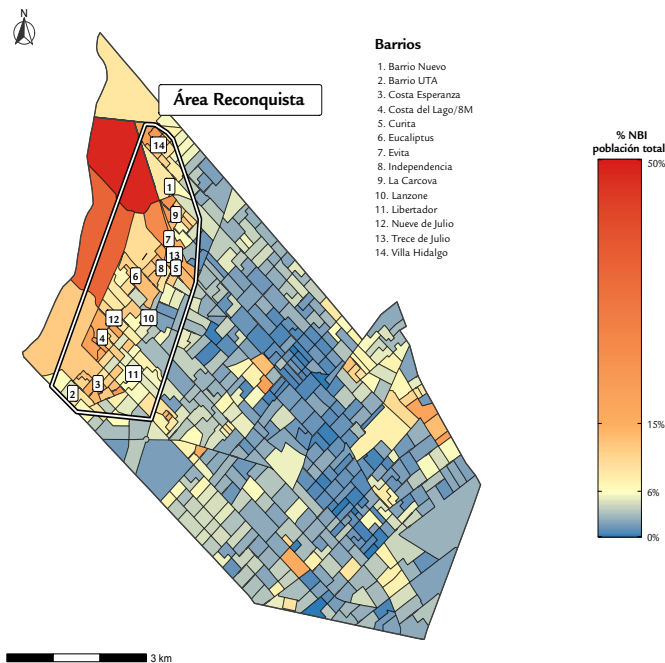 N
Barrios
1. Barrio Nuevo
2. Barrio UTA
3. Costa Esperanza
4. Costa del Lago/8M
5. Curita
6. Eucaliptus
7. Evita
8. Independencia
9. La Carcova
10. Lanzone
11. Libertador
12. Nueve de Julio
13. Trece de Julio
14. Villa Hidalgo
Área Reconquista
14
1
9
7
13
8
5
6
12
10
4
11
3
2
% NBI
población total
50%
15%
6%
0%
3 km